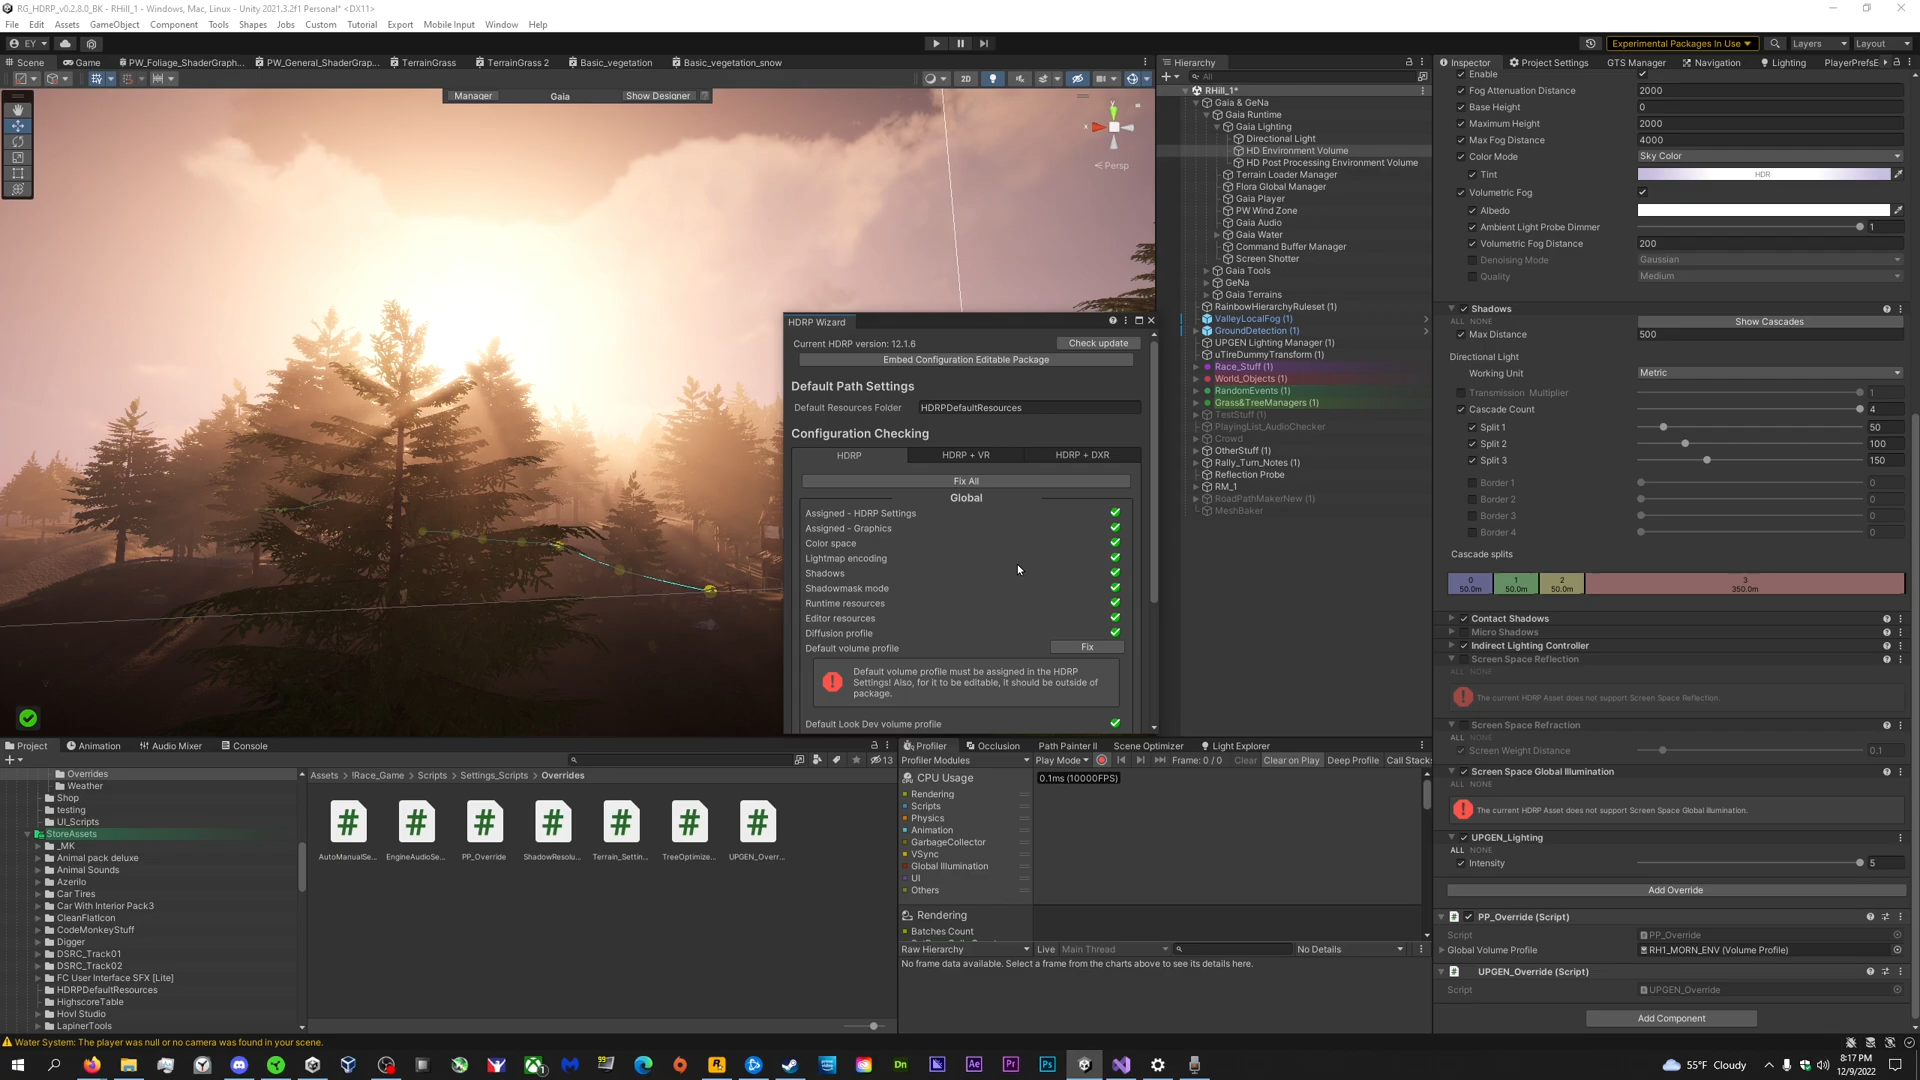 RG_HDRP_v0.2.8.0_BK - RHill_1 - Windows, Mac, Linux - Unity 2021.3.2f1 Personal* <DX11>
File Edit Assets GameObject Component Tools Shapes Jobs Custom Tutorial Export Mobile Input Window Help
EY
Experimental Packages In Use
Layers
Layout
Scene
Game
PW_Foliage_ShaderGraph...
PW_General_ShaderGrap...
TerrainGrass
TerrainGrass 2
Basic_vegetation
Basic_vegetation_snow
2D
Manager
Gaia
Show Designer
y
x
Persp
HDRP Wizard
Current HDRP version: 12.1.6
Check update
Embed Configuration Editable Package
Default Path Settings
Default Resources Folder
HDRPDefaultResources
Configuration Checking
HDRP
HDRP + VR
HDRP + DXR
Fix All
Global
Assigned - HDRP Settings
Assigned - Graphics
Color space
Lightmap encoding
Shadows
Shadowmask mode
Runtime resources
Editor resources
Diffusion profile
Default volume profile
Fix
Default volume profile must be assigned in the HDRP
Settings! Also, for it to be editable, it should be outside of
package.
Default Look Dev volume profile
Hierarchy
All
RHill_1*
Gaia & GeNa
Gaia Runtime
Gaia Lighting
Directional Light
HD Environment Volume
HD Post Processing Environment Volume
Terrain Loader Manager
Flora Global Manager
Gaia Player
PW Wind Zone
Gaia Audio
Gaia Water
Command Buffer Manager
Screen Shotter
Gaia Tools
GeNa
Gaia Terrains
RainbowHierarchyRuleset (1)
ValleyLocalFog (1)
GroundDetection (1)
UPGEN Lighting Manager (1)
uTireDummyTransform (1)
Race_Stuff (1)
World_Objects (1)
RandomEvents (1)
Grass&TreeManagers (1)
TestStuff (1)
PlayingList_AudioChecker
Crowd
OtherStuff (1)
Rally_Turn_Notes (1)
Reflection Probe
RM_1
RoadPathMakerNew (1)
MeshBaker
Inspector
Project Settings
GTS Manager
Navigation
Lighting
PlayerPrefsE
Enable
Fog Attenuation Distance 2000
Base Height 0
Maximum Height 2000
Max Fog Distance 4000
Color Mode Sky Color
Tint HDR
Volumetric Fog
Albedo
Ambient Light Probe Dimmer 1
Volumetric Fog Distance 200
Denoising Mode Gaussian
Quality Medium
Shadows
ALL NONE
Show Cascades
Max Distance 500
Directional Light
Working Unit Metric
Transmission Multiplier 1
Cascade Count 4
Split 1 50
Split 2 100
Split 3 150
Border 1 0
Border 2 0
Border 3 0
Border 4 0
Cascade splits
0 1 2 3
50.0m 50.0m 50.0m 350.0m
Contact Shadows
Micro Shadows
Indirect Lighting Controller
Screen Space Reflection
ALL NONE
The current HDRP Asset does not support Screen Space Reflection.
Screen Space Refraction
ALL NONE
Screen Weight Distance 0.1
Screen Space Global Illumination
ALL NONE
The current HDRP Asset does not support Screen Space Global Illumination.
UPGEN_Lighting
ALL NONE
Intensity 5
Add Override
PP_Override (Script)
Script PP_Override
Global Volume Profile RH1_MORN_ENV (Volume Profile)
UPGEN_Override (Script)
Script UPGEN_Override
Add Component
Project
Animation
Audio Mixer
Console
13
Overrides
Weather
Shop
testing
UI_Scripts
StoreAssets
_MK
Animal pack deluxe
Animal Sounds
Azerilo
Car Tires
Car With Interior Pack3
CleanFlatIcon
CodeMonkeyStuff
Digger
DSRC_Track01
DSRC_Track02
FC User Interface SFX [Lite]
HDRPDefaultResources
HighscoreTable
Hovl Studio
LapinerTools
Assets > !Race_Game > Scripts > Settings_Scripts > Overrides
AutoManualSe...
EngineAudioSe...
PP_Override
ShadowResolu...
Terrain_Settin...
TreeOptimize...
UPGEN_Overr...
Profiler
Occlusion
Path Painter II
Scene Optimizer
Light Explorer
Profiler Modules
Play Mode
Frame: 0 / 0
Clear
Clear on Play
Deep Profile
Call Stacks
CPU Usage
0.1ms (10000FPS)
Rendering
Scripts
Physics
Animation
GarbageCollector
VSync
Global Illumination
UI
Others
Rendering
Batches Count
Raw Hierarchy
Live
Main Thread
No Details
No frame data available. Select a frame from the charts above to see its details here.
Water System: The player was null or no camera was found in your scene.
55°F Cloudy
8:17 PM
12/9/2022